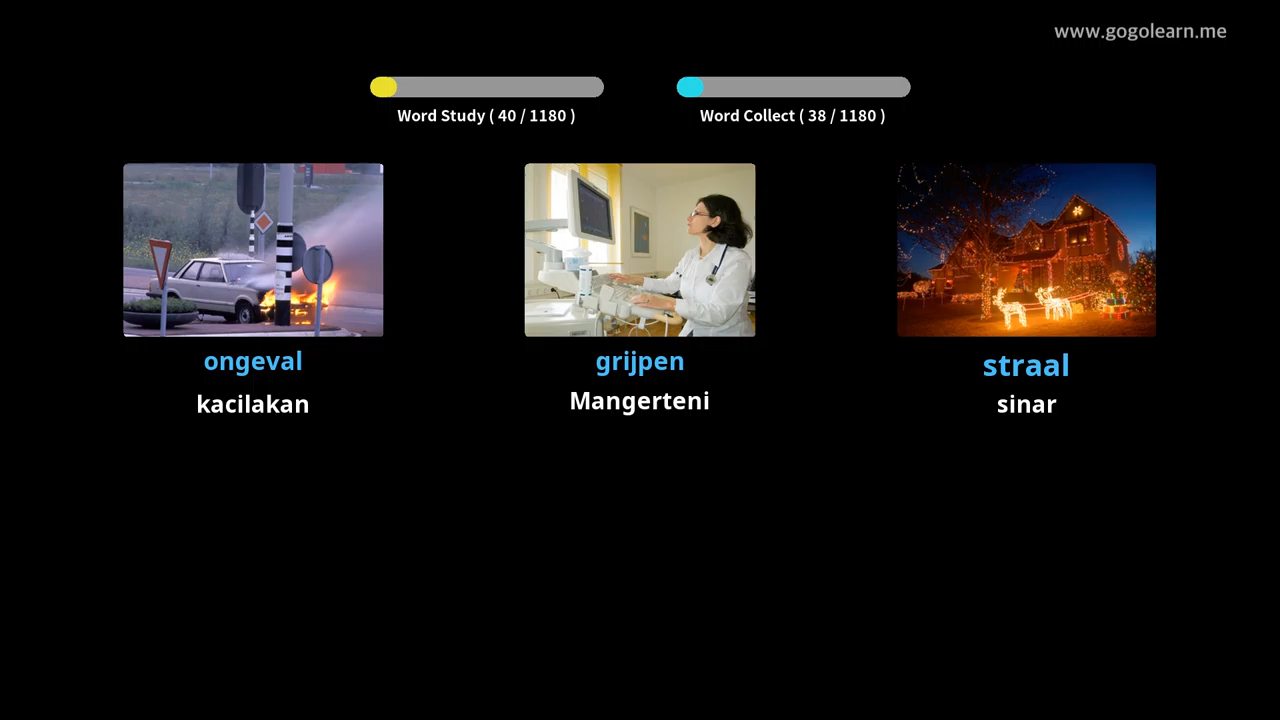 www.gogolearn.me
Word Study ( 40 / 1180 )
Word Collect ( 38 / 1180 )
ongeval
grijpen
straal
kacilakan
Mangerteni
sinar